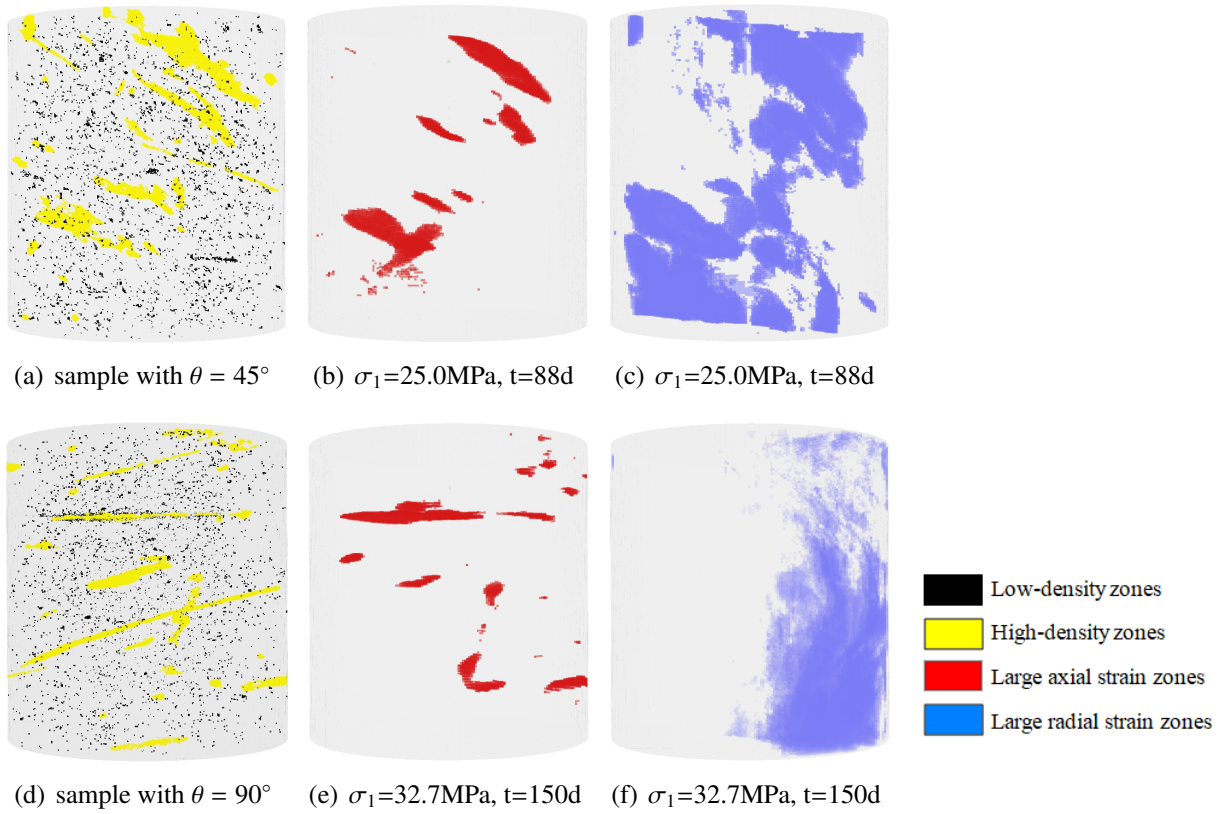 (a) sample with θ = 45°
(b) σ₁=25.0MPa, t=88d
(c) σ₁=25.0MPa, t=88d
Low-density zones
High-density zones
Large axial strain zones
Large radial strain zones
(d) sample with θ = 90°
(e) σ₁=32.7MPa, t=150d
(f) σ₁=32.7MPa, t=150d